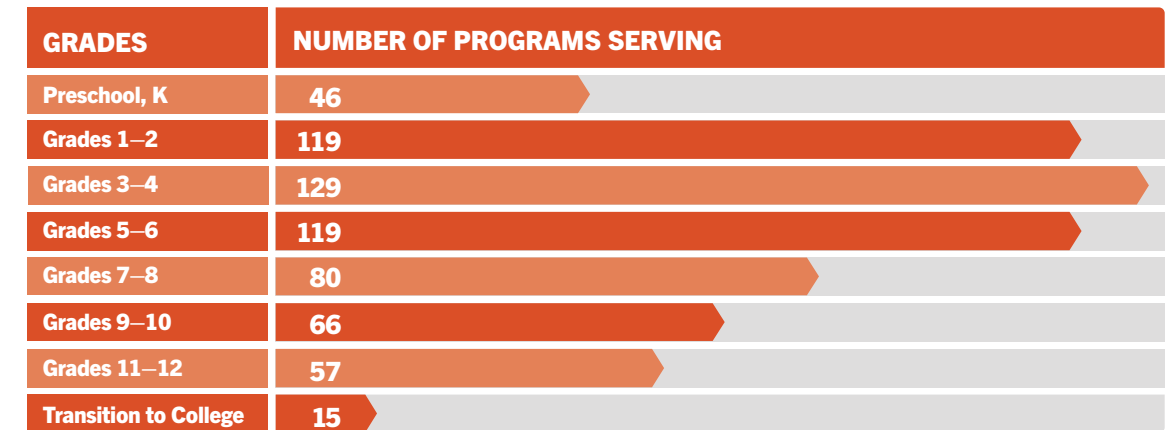 GRADES NUMBER OF PROGRAMS SERVING
Preschool, K 46
Grades 1—2 119
Grades 3—4 129
Grades 5—6 119
Grades 7—8 80
Grades 9—10 66
Grades 11—12 57
Transition to College 15